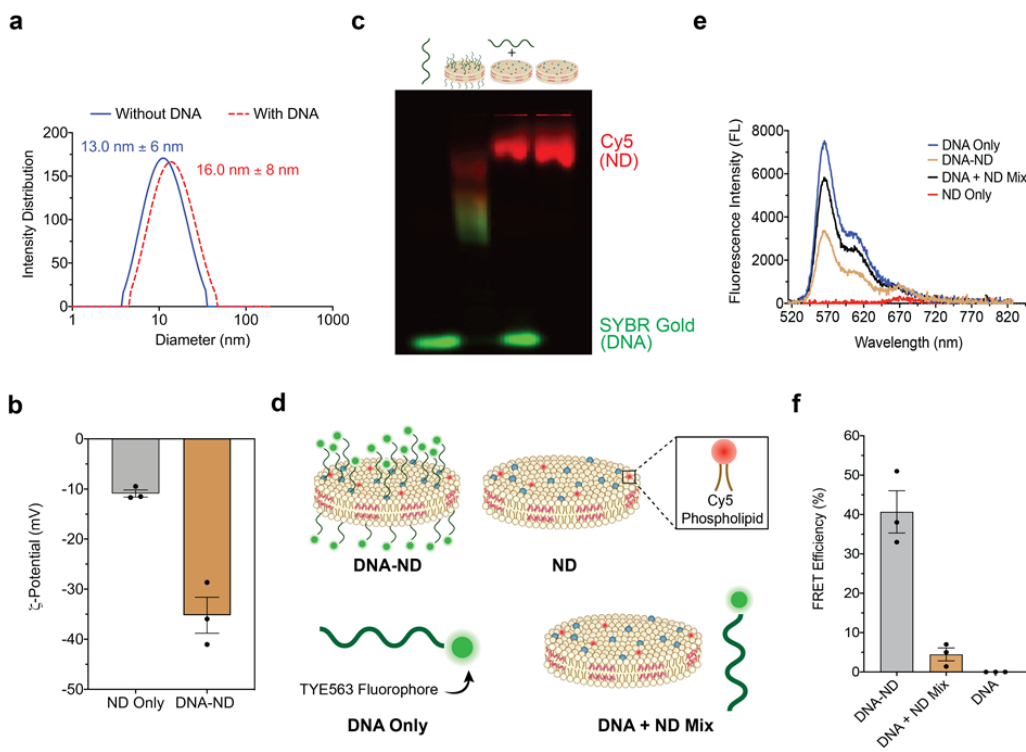 a
Without DNA
With DNA
200
150
100
50
0
13.0 nm ± 6 nm
16.0 nm ± 8 nm
Intensity Distribution
1
10
100
1000
Diameter (nm)
b
0
-10
-20
-30
-40
-50
ζ-Potential (mV)
ND Only
DNA-ND
c
+
Cy5
(ND)
SYBR Gold
(DNA)
d
DNA-ND
ND
Cy5
Phospholipid
TYE563 Fluorophore
DNA Only
DNA + ND Mix
e
8000
6000
4000
2000
0
Fluorescence Intensity (FL)
DNA Only
DNA-ND
DNA + ND Mix
ND Only
520
570
620
670
720
770
820
Wavelength (nm)
f
60
50
40
30
20
10
0
FRET Efficiency (%)
DNA-ND
DNA + ND Mix
DNA